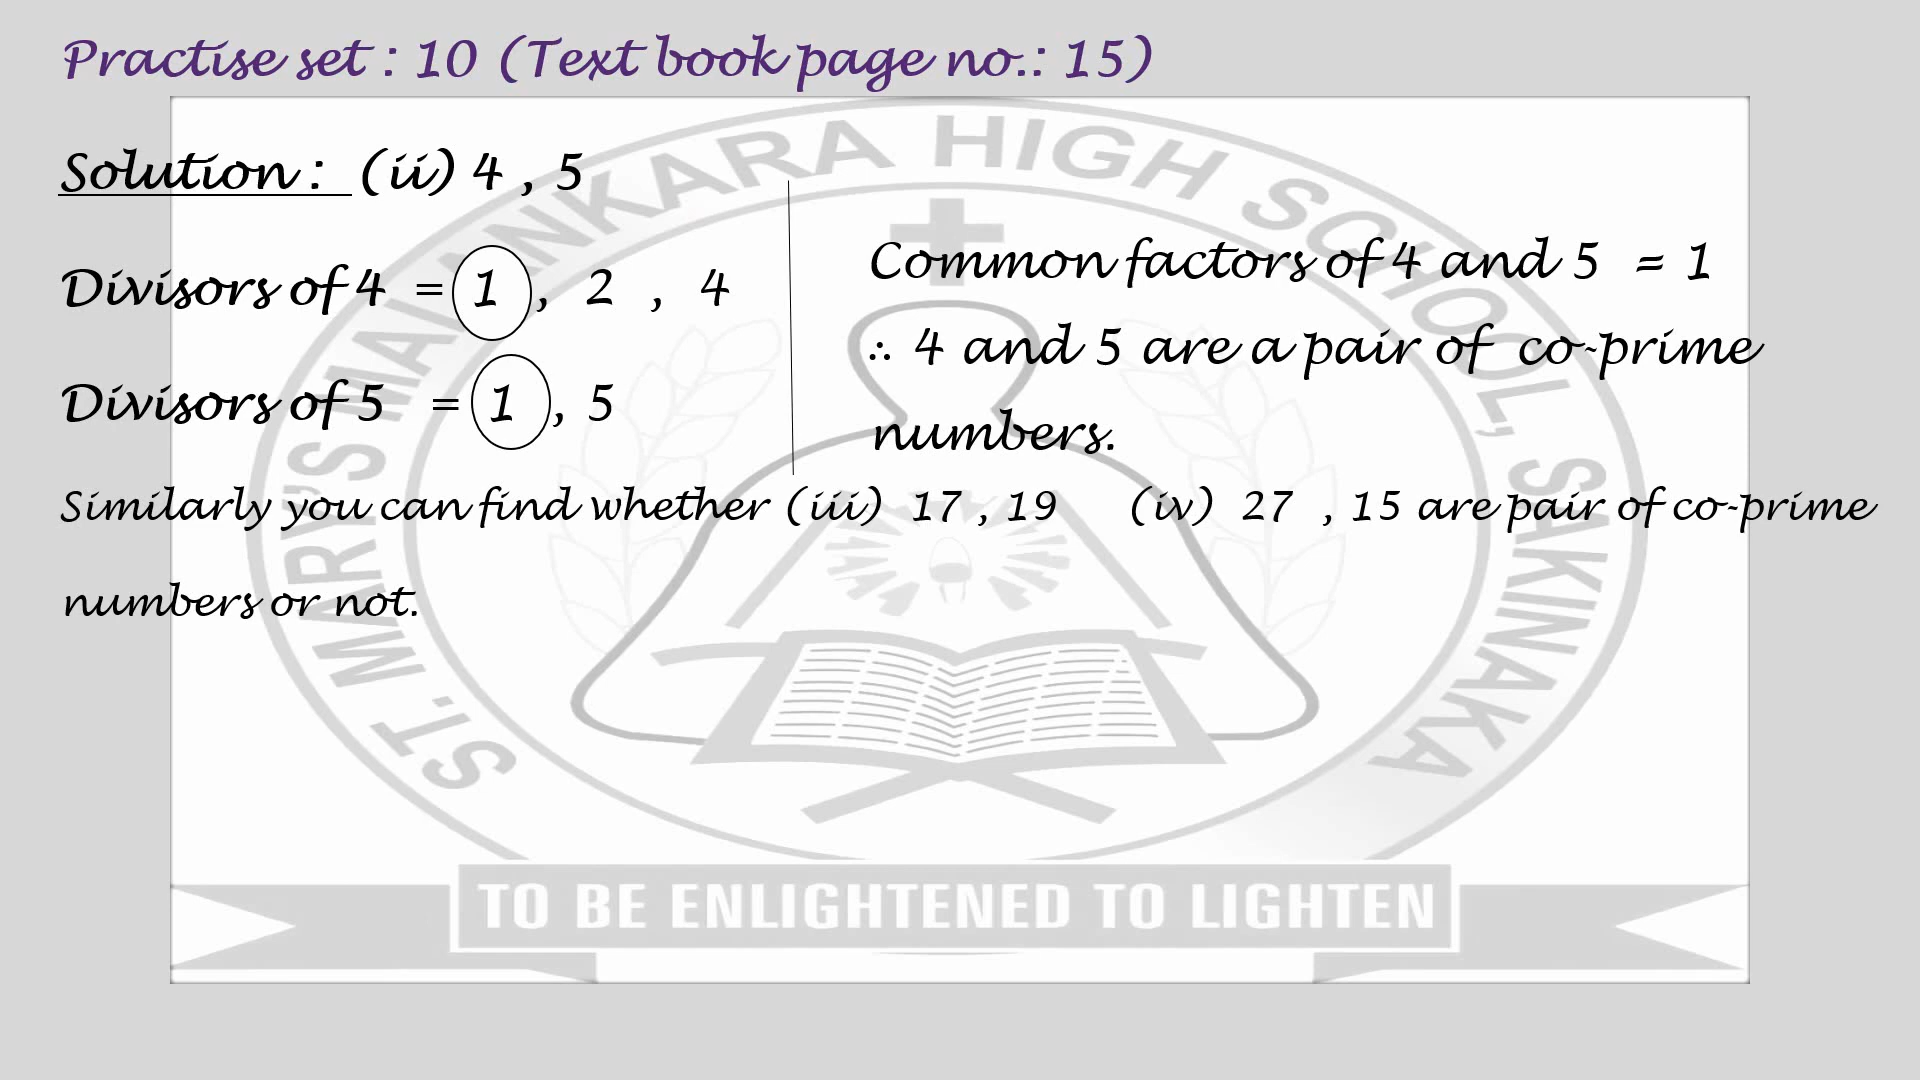 Practise set : 10 (Text book page no.: 15)
Solution : (ii) 4 , 5
Divisors of 4 = 1 , 2 , 4
Divisors of 5 = 1 , 5
Common factors of 4 and 5 = 1
∴ 4 and 5 are a pair of co-prime
numbers.
Similarly you can find whether (iii) 17 , 19 (iv) 27 , 15 are pair of co-prime
numbers or not.
ST. MARY'S MALANKARA HIGH SCHOOL, SAKINAKA
TO BE ENLIGHTENED TO LIGHTEN